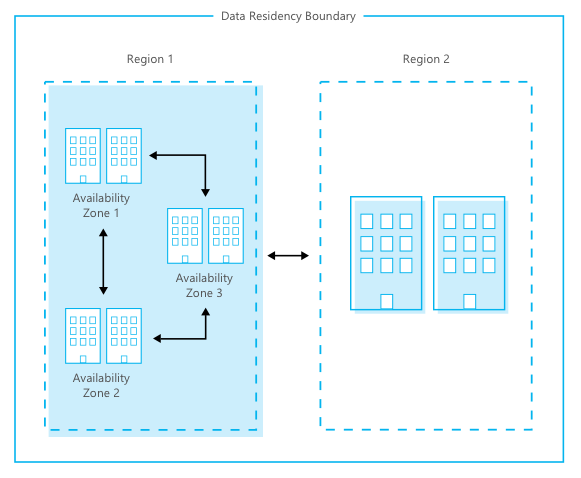 Data Residency Boundary
Region 1
Region 2
Availability
Zone 1
Availability
Zone 3
Availability
Zone 2